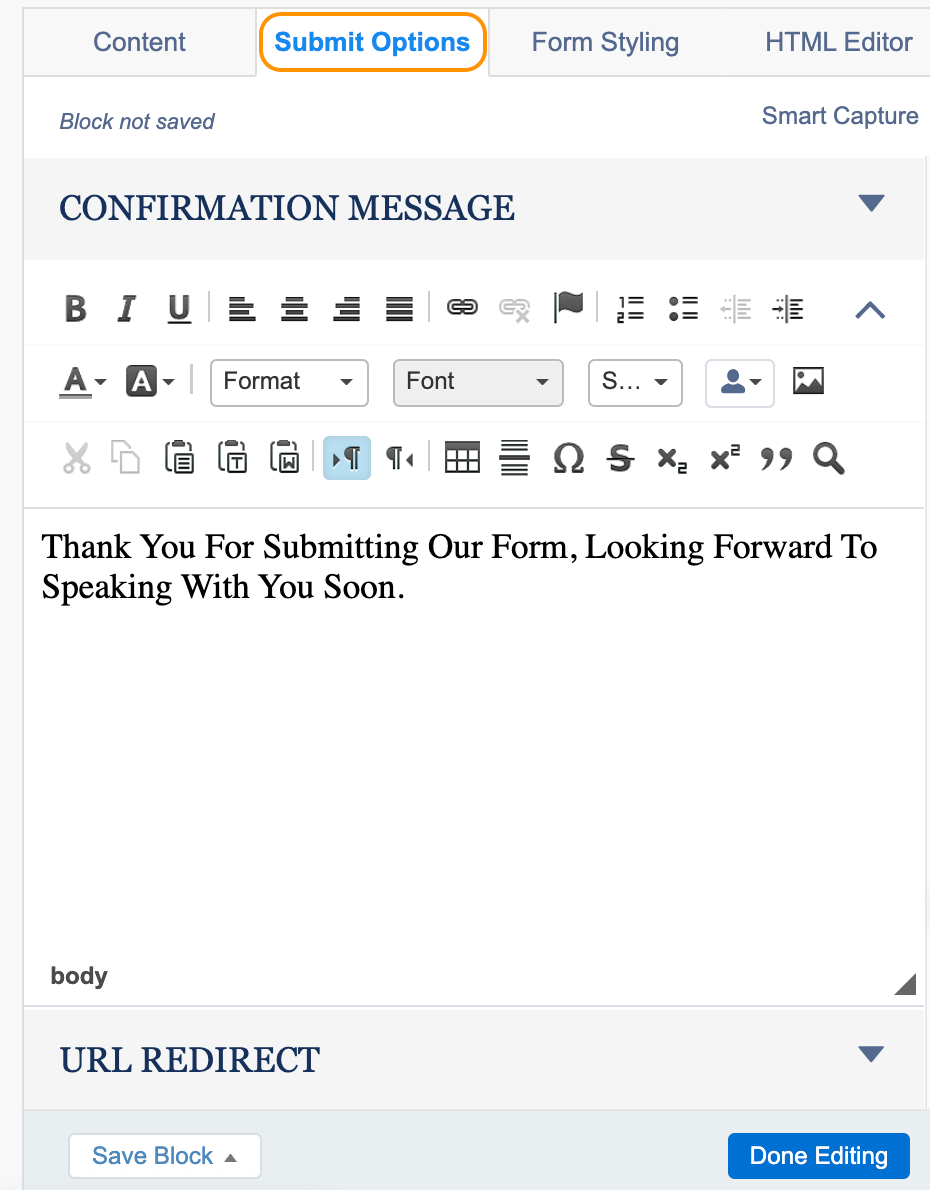 Content Submit Options Form Styling HTML Editor
Block not saved Smart Capture
CONFIRMATION MESSAGE
B I U
A A Format Font S...
Thank You For Submitting Our Form, Looking Forward To
Speaking With You Soon.
body
URL REDIRECT
Save Block Done Editing